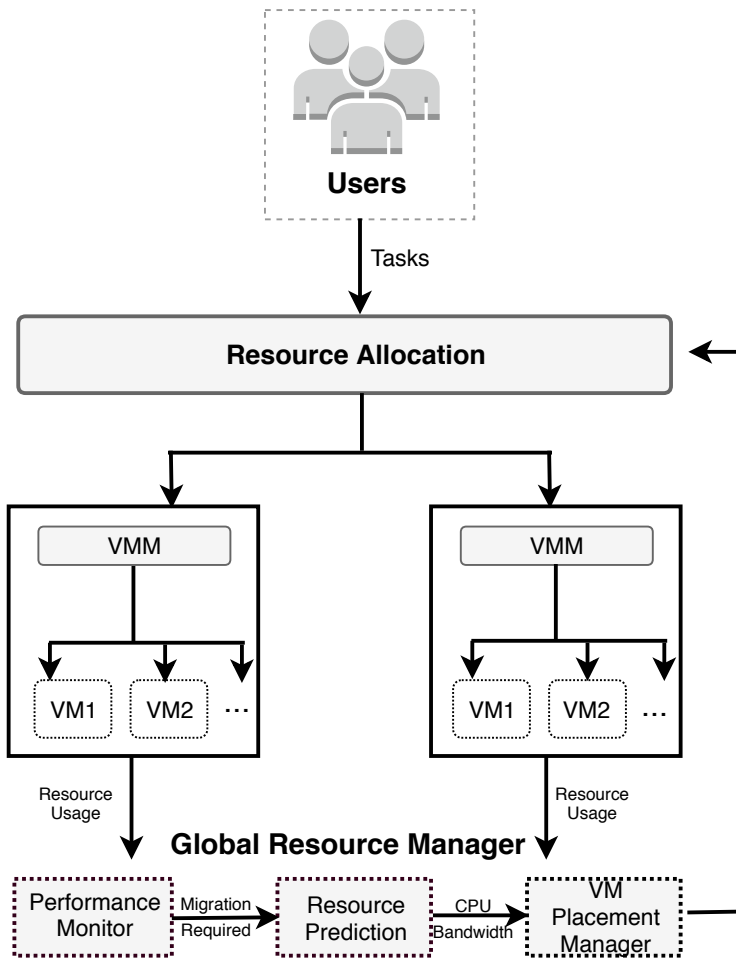 Users
Tasks
Resource Allocation
VMM
VMM
VM1
VM2
...
VM1
VM2
...
Resource
Usage
Resource
Usage
Global Resource Manager
Performance
Monitor
Migration
Required
Resource
Prediction
CPU
Bandwidth
VM
Placement
Manager